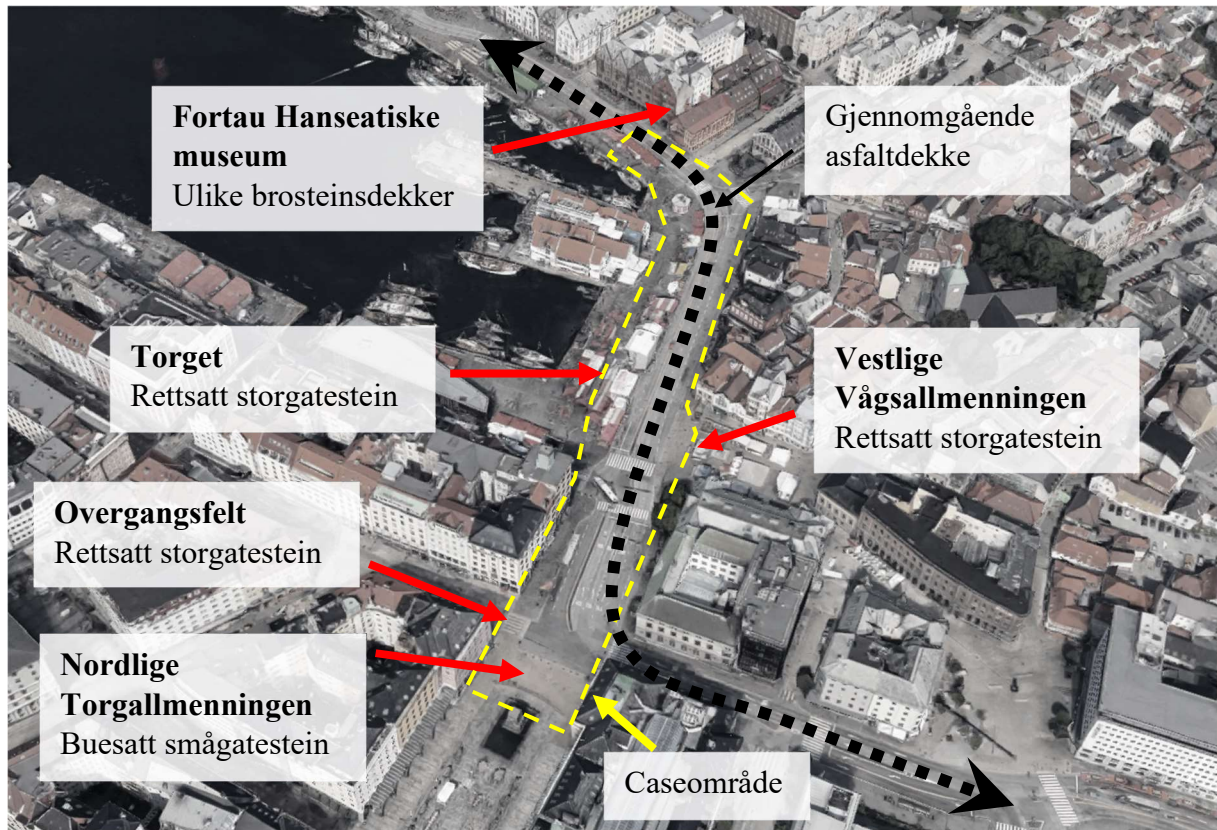 Fortau Hanseatiske
museum
Ulike brosteinsdekker
Gjennomgående
asfaltdekke
Torget
Rettsatt storgatestein
Vestlige
Vågsallmenningen
Rettsatt storgatestein
Overgangsfelt
Rettsatt storgatestein
Nordlige
Torgallmenningen
Buesatt smågatestein
Caseområde